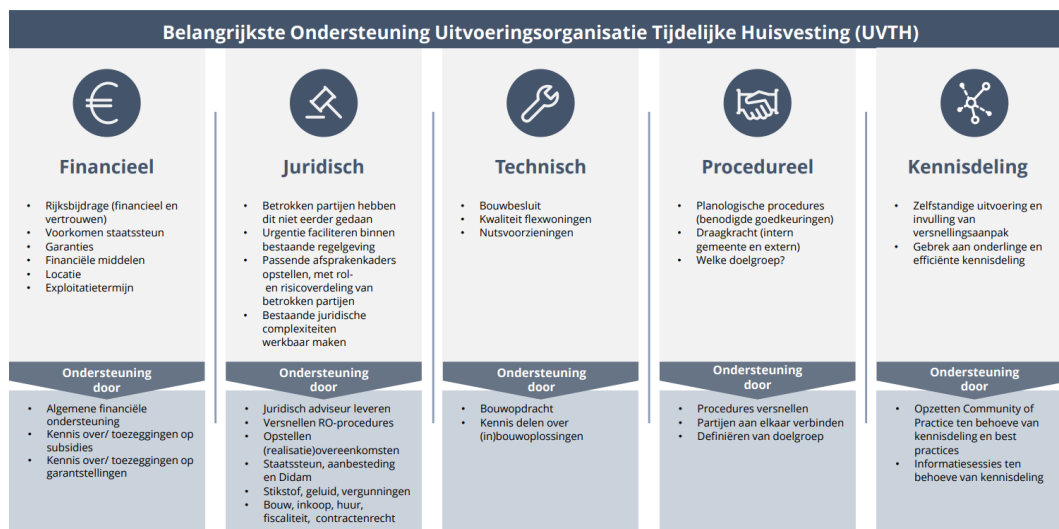 Belangrijkste Ondersteuning Uitvoeringsorganisatie Tijdelijke Huisvesting (UVTH)
€
Financieel
• Rijksbijdrage (financieel en
vertrouwen)
• Voorkomen staatssteun
• Garanties
• Financiële middelen
• Locatie
• Exploitatietermijn
Ondersteuning
door
• Algemene financiële
ondersteuning
• Kennis over/ toezeggingen op
subsidies
• Kennis over/ toezeggingen op
garantstellingen
Juridisch
• Betrokken partijen hebben
dit niet eerder gedaan
• Urgentie faciliteren binnen
bestaande regelgeving
• Passende afsprakenkaders
opstellen, met rol-
en risicoverdeling van
betrokken partijen
• Bestaande juridische
complexiteiten
werkbaar maken
Ondersteuning
door
• Juridisch adviseur leveren
• Versnellen RO-procedures
• Opstellen
(realisatie)overeenkomsten
• Staatssteun, aanbesteding
en Didam
• Stikstof, geluid, vergunningen
• Bouw, inkoop, huur,
fiscaliteit, contractenrecht
Technisch
• Bouwbesluit
• Kwaliteit flexwoningen
• Nutsvoorzieningen
Ondersteuning
door
• Bouwopdracht
• Kennis delen over
(in)bouwoplossingen
Procedureel
• Planologische procedures
(benodigde goedkeuringen)
• Draagkracht (intern
gemeente en extern)
• Welke doelgroep?
Ondersteuning
door
• Procedures versnellen
• Partijen aan elkaar verbinden
• Definiëren van doelgroep
Kennisdeling
• Zelfstandige uitvoering en
invulling van
versnellingsaanpak
• Gebrek aan onderlinge en
efficiënte kennisdeling
Ondersteuning
door
• Opzetten Community of
Practice ten behoeve van
kennisdeling en best
practices
• Informatiesessies ten
behoeve van kennisdeling